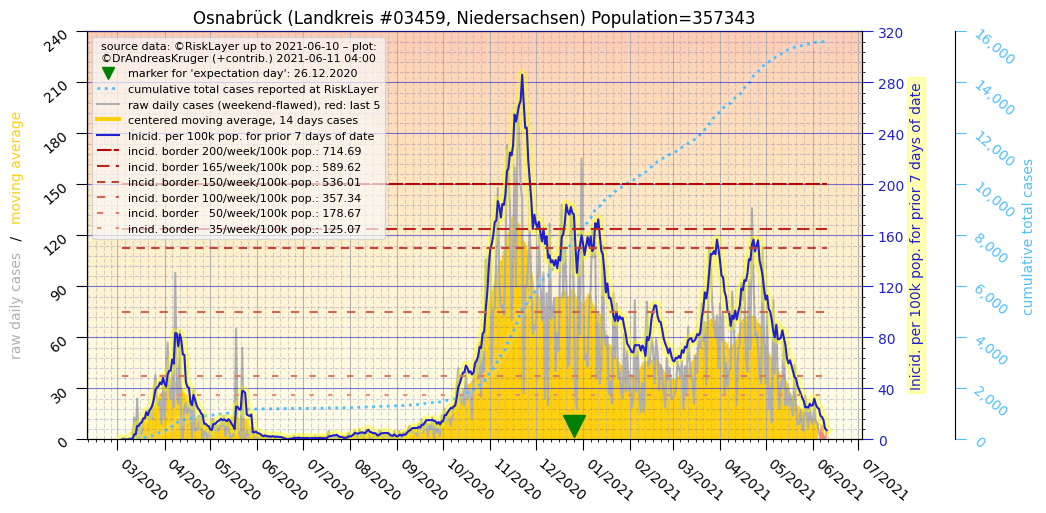 Osnabrück (Landkreis #03459, Niedersachsen) Population=357343
source data: ©RiskLayer up to 2021-06-10 – plot:
©DrAndreasKruger (+contrib.) 2021-06-11 04:00
marker for 'expectation day': 26.12.2020
cumulative total cases reported at RiskLayer
raw daily cases (weekend-flawed), red: last 5
centered moving average, 14 days cases
Inicid. per 100k pop. for prior 7 days of date
incid. border 200/week/100k pop.: 714.69
incid. border 165/week/100k pop.: 589.62
incid. border 150/week/100k pop.: 536.01
incid. border 100/week/100k pop.: 357.34
incid. border 50/week/100k pop.: 178.67
incid. border 35/week/100k pop.: 125.07
raw daily cases / moving average
240
210
180
150
120
90
60
30
0
320
280
240
200
160
120
80
40
0
Inicid. per 100k pop. for prior 7 days of date
16,000
14,000
12,000
10,000
8,000
6,000
4,000
2,000
0
cumulative total cases
03/2020
04/2020
05/2020
06/2020
07/2020
08/2020
09/2020
10/2020
11/2020
12/2020
01/2021
02/2021
03/2021
04/2021
05/2021
06/2021
07/2021